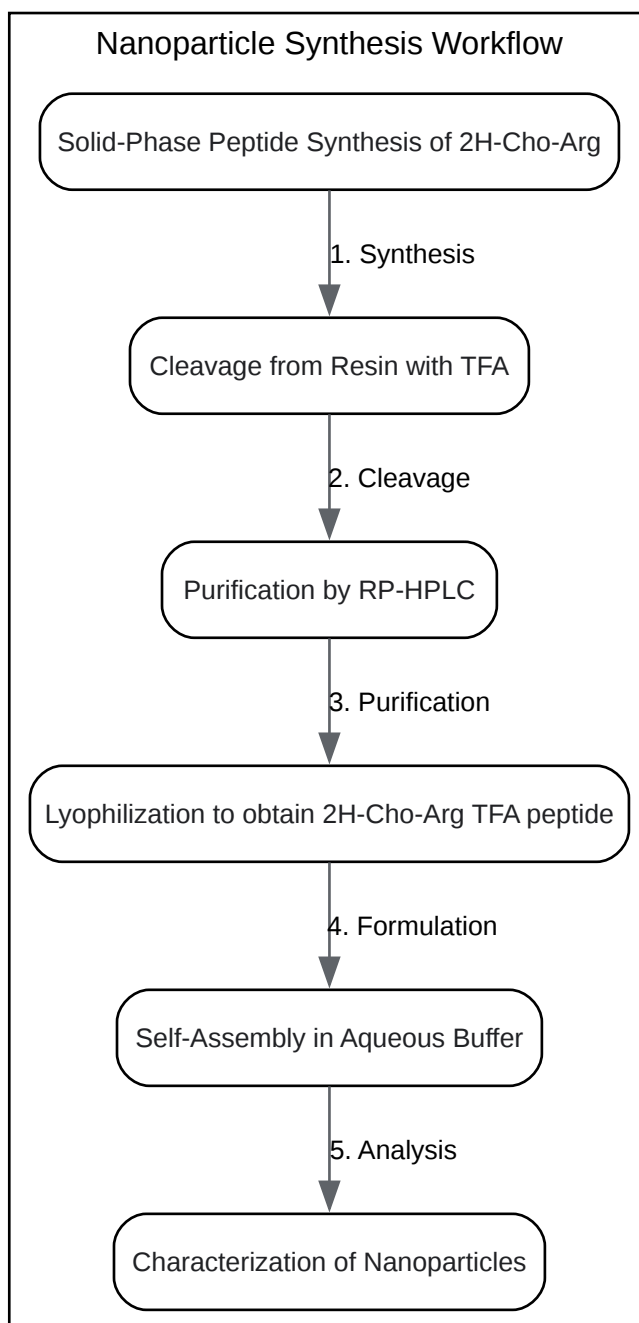 Nanoparticle Synthesis Workflow
Solid-Phase Peptide Synthesis of 2H-Cho-Arg
1. Synthesis
Cleavage from Resin with TFA
2. Cleavage
Purification by RP-HPLC
3. Purification
Lyophilization to obtain 2H-Cho-Arg TFA peptide
4. Formulation
Self-Assembly in Aqueous Buffer
5. Analysis
Characterization of Nanoparticles